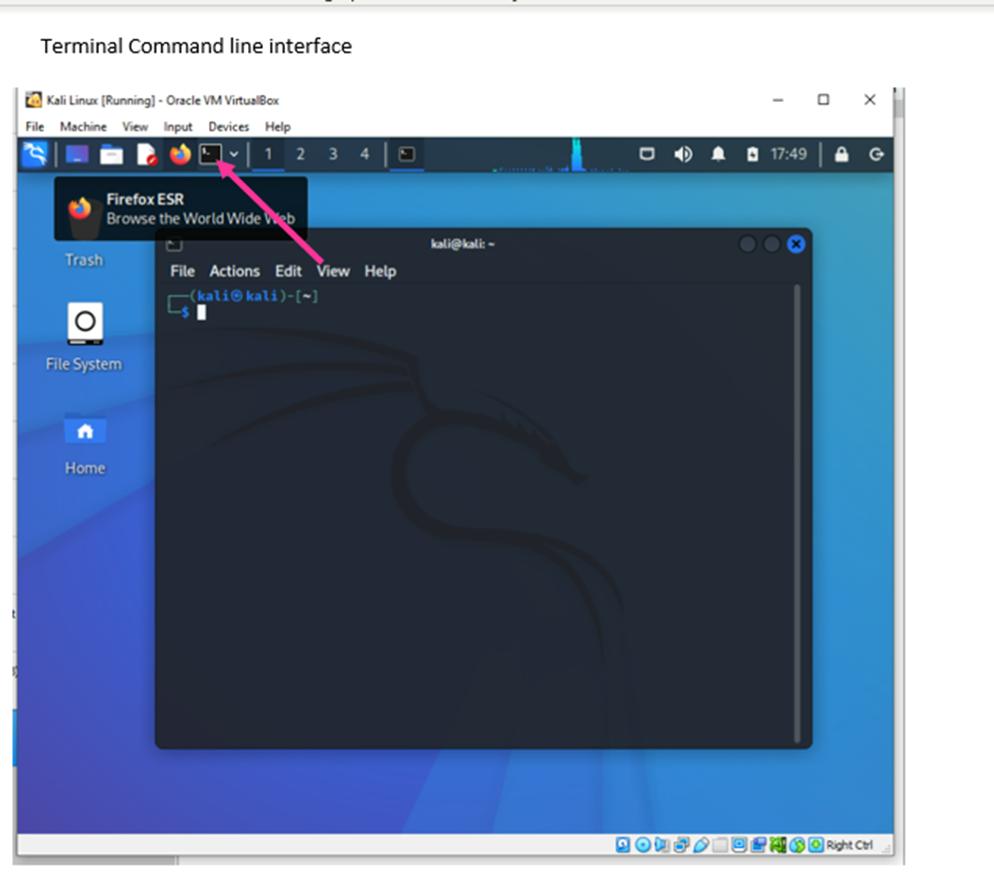 Terminal Command line interface
Kali Linux [Running] - Oracle VM VirtualBox
File Machine View Input Devices Help
1 2 3 4 17:49
Firefox ESR
Browse the World Wide Web
Trash
kali@kali: ~
File Actions Edit View Help
(kali㉿kali)-[~]
$
File System
Home
Right Ctrl